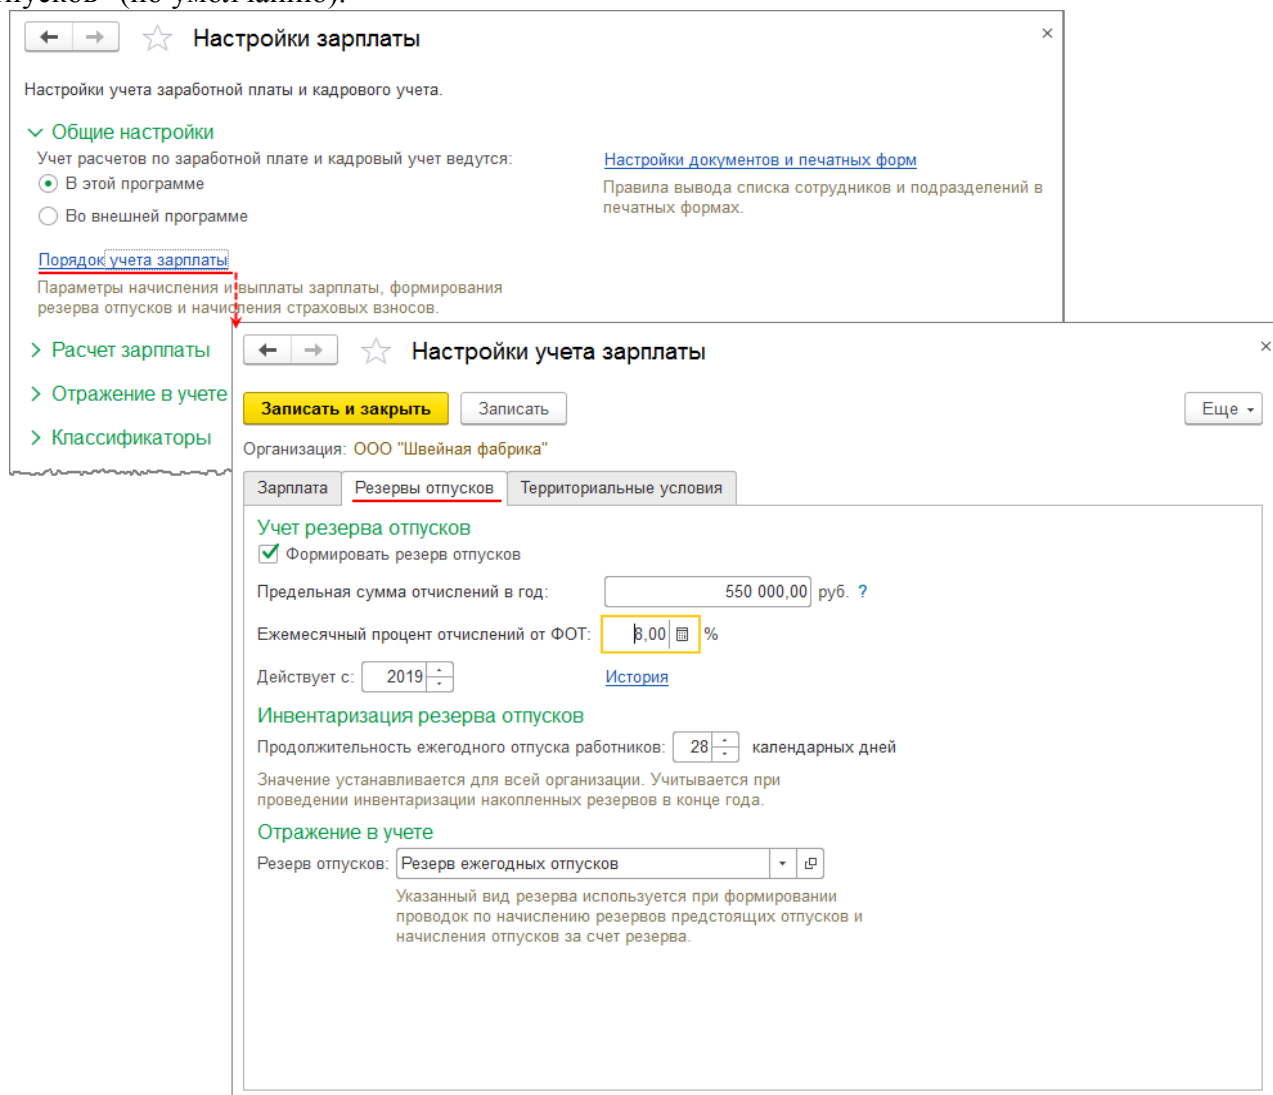 (по умолчанию).
Настройки зарплаты
Настройки учета заработной платы и кадрового учета.
Общие настройки
Учет расчетов по заработной плате и кадровый учет ведутся:
В этой программе
Во внешней программе
Настройки документов и печатных форм
Правила вывода списка сотрудников и подразделений в
печатных формах.
Порядок учета зарплаты
Параметры начисления и выплаты зарплаты, формирования
резерва отпусков и начисления страховых взносов.
Расчет зарплаты
Отражение в учете
Классификаторы
Настройки учета зарплаты
Записать и закрыть Записать Еще
Организация: ООО "Швейная фабрика"
Зарплата Резервы отпусков Территориальные условия
Учет резерва отпусков
Формировать резерв отпусков
Предельная сумма отчислений в год: 550 000,00 руб. ?
Ежемесячный процент отчислений от ФОТ: 8,00 %
Действует с: 2019 История
Инвентаризация резерва отпусков
Продолжительность ежегодного отпуска работников: 28 календарных дней
Значение устанавливается для всей организации. Учитывается при
проведении инвентаризации накопленных резервов в конце года.
Отражение в учете
Резерв отпусков: Резерв ежегодных отпусков
Указанный вид резерва используется при формировании
проводок по начислению резервов предстоящих отпусков и
начисления отпусков за счет резерва.